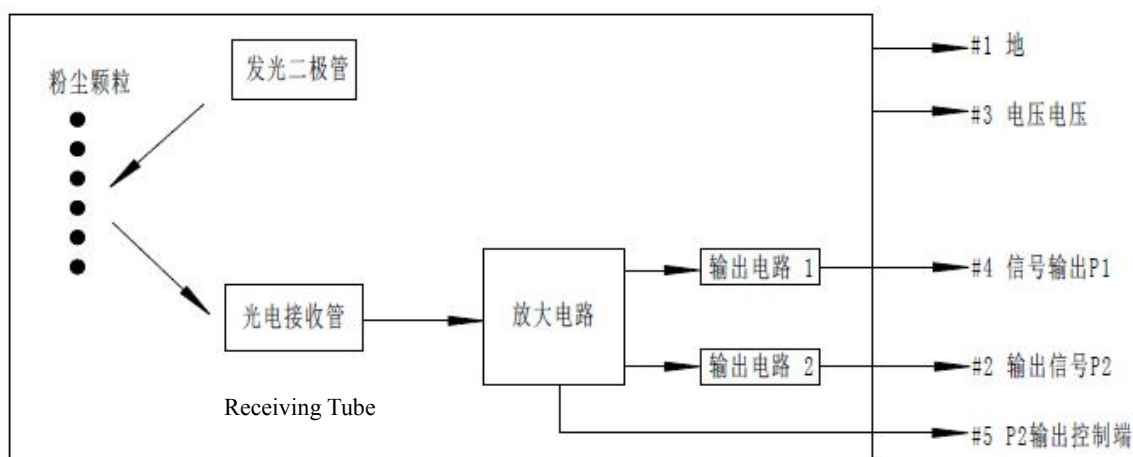 发光二极管
粉尘颗粒
#1 地
#3 电压电压
光电接收管
Receiving Tube
放大电路
输出电路 1
输出电路 2
#4 信号输出P1
#2 输出信号P2
#5 P2输出控制端